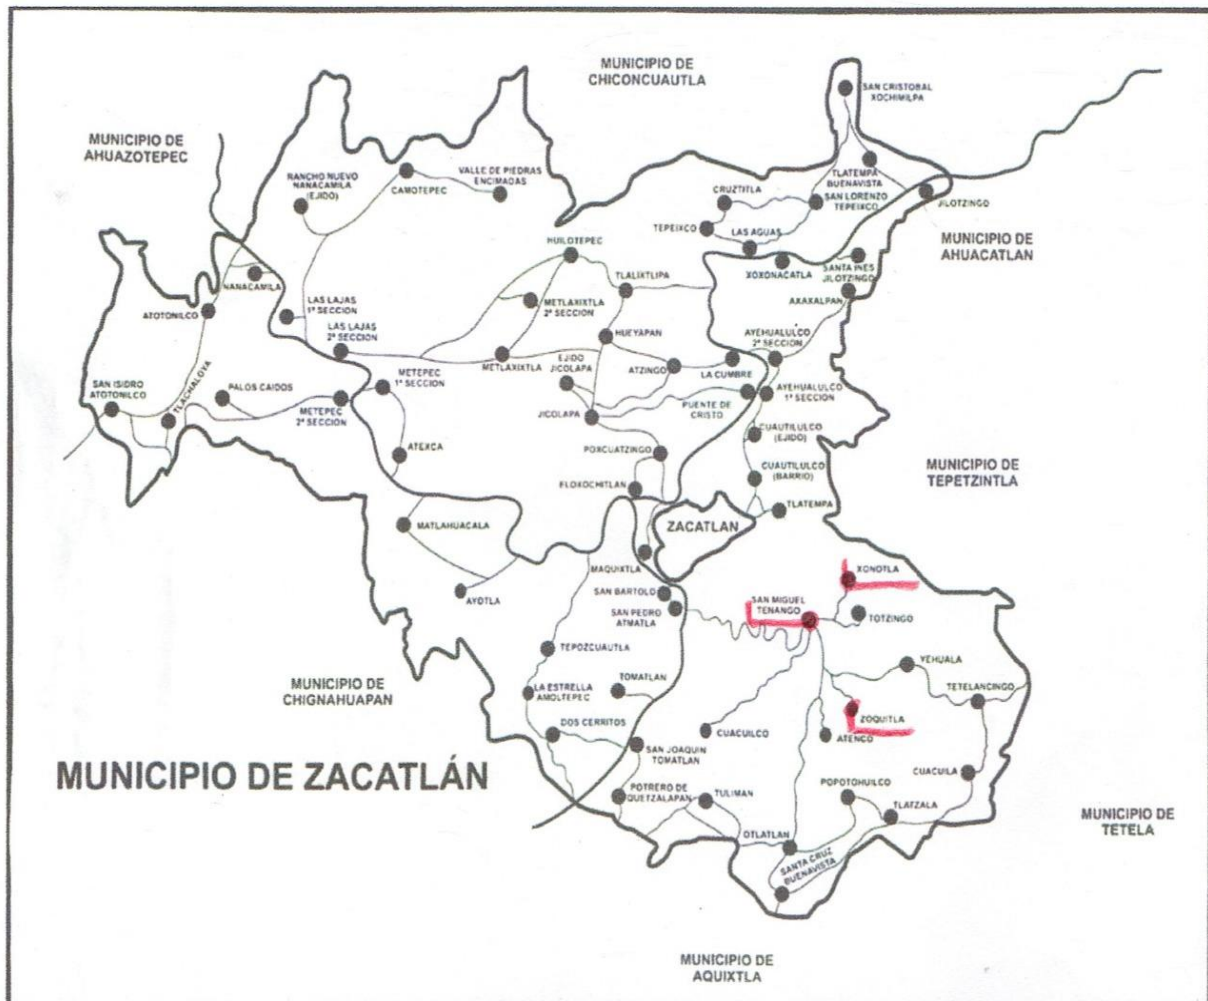 MUNICIPIO DE
CHICONCUAUTLA
SAN CRISTOBAL
XOCHIMILPA
MUNICIPIO DE
AHUAZOTEPEC
RANCHO NUEVO
NANACAMILA
(EJIDO)
CAMOTEPEC
VALLE DE PIEDRAS
ENCIMADAS
TLATEMPA
BUENAVISTA
CRUZTITLA
SAN LORENZO
TEPEIXCO
JILOTZINGO
TEPEIXCO
LAS AGUAS
MUNICIPIO DE
AHUACATLAN
HUILOTEPEC
XOXONACATLA
SANTA INES
JILOTZINGO
NANACAMILA
TLALIXTLIPA
AXAXALPAN
ATOTONILCO
LAS LAJAS
1ª SECCION
METLAXIXTLA
2ª SECCION
LAS LAJAS
2ª SECCION
HUEYAPAN
AYEHUALULCO
2ª SECCION
METLAXIXTLA
EJIDO
JICOLAPA
ATZINGO
LA CUMBRE
SAN ISIDRO
ATOTONILCO
TLACHALOYA
PALOS CAIDOS
METEPEC
1ª SECCION
AYEHUALULCO
1ª SECCION
METEPEC
2ª SECCION
JICOLAPA
PUENTE DE
CRISTO
CUAUTILULCO
(EJIDO)
ATEXCA
POXCUATZINGO
CUAUTILULCO
(BARRIO)
MUNICIPIO DE
TEPETZINTLA
ELOXOCHITLAN
TLATEMPA
MATLAHUACALA
ZACATLAN
MAQUIXTLA
XONOTLA
AYOTLA
SAN BARTOLO
SAN PEDRO
ATMATLA
SAN MIGUEL
TENANGO
TOTZINGO
TEPOZCUAUTLA
YEHUALA
MUNICIPIO DE
CHIGNAHUAPAN
LA ESTRELLA
AMOLTEPEC
TOMATLAN
TETELANCINGO
DOS CERRITOS
CUACUILCO
ZOQUITLA
ATENCO
SAN JOAQUIN
TOMATLAN
MUNICIPIO DE ZACATLÁN
CUACUILA
POTRERO DE
QUETZALAPAN
TULIMAN
POPOTOHUILCO
TLATZALA
MUNICIPIO DE
TETELA
OTLATLAN
SANTA CRUZ
BUENAVISTA
MUNICIPIO DE
AQUIXTLA